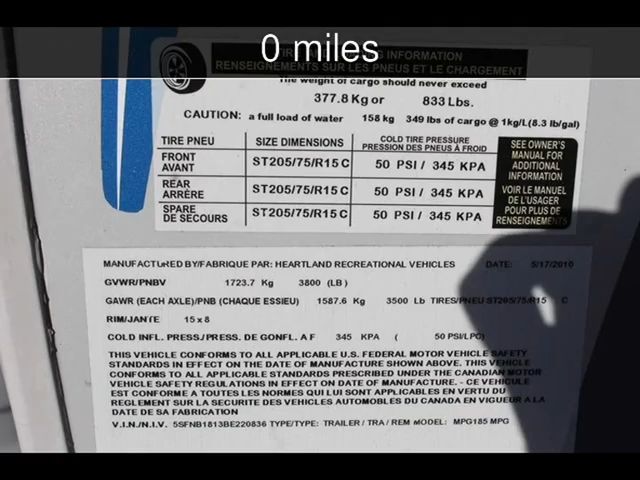 0 miles
TIRE AND LOADING INFORMATION
RENSEIGNEMENTS SUR LES PNEUS ET LE CHARGEMENT
The weight of cargo should never exceed
377.8 Kg or 833 Lbs.
CAUTION: a full load of water 158 kg 349 lbs of cargo @ 1kg/L(8.3 lb/gal)
TIRE PNEU SIZE DIMENSIONS COLD TIRE PRESSURE
PRESSION DES PNEUS À FROID
FRONT
AVANT ST205/75/R15 C 50 PSI / 345 KPA
REAR
ARRÈRE ST205/75/R15 C 50 PSI / 345 KPA
SPARE
DE SECOURS ST205/75/R15 C 50 PSI / 345 KPA
SEE OWNER'S
MANUAL FOR
ADDITIONAL
INFORMATION
VOIR LE MANUEL
DE L'USAGER
POUR PLUS DE
RENSEIGNEMENTS
MANUFACTURED BY/FABRIQUE PAR: HEARTLAND RECREATIONAL VEHICLES DATE: 5/17/2010
GVWR/PNBV 1723.7 Kg 3800 (LB)
GAWR (EACH AXLE)/PNB (CHAQUE ESSIEU) 1587.6 Kg 3500 Lb TIRES/PNEU ST205/75/R15 C
RIM/JANTE 15 x 8
COLD INFL. PRESS./PRESS. DE GONFL. A F 345 KPA ( 50 PSI/LPC)
THIS VEHICLE CONFORMS TO ALL APPLICABLE U.S. FEDERAL MOTOR VEHICLE SAFETY
STANDARDS IN EFFECT ON THE DATE OF MANUFACTURE SHOWN ABOVE. THIS VEHICLE
CONFORMS TO ALL APPLICABLE STANDARDS PRESCRIBED UNDER THE CANADIAN MOTOR
VEHICLE SAFETY REGULATIONS IN EFFECT ON DATE OF MANUFACTURE. - CE VEHICULE
EST CONFORME A TOUTES LES NORMES QUI LUI SONT APPLICABLES EN VERTU DU
REGLEMENT SUR LA SECURITE DES VEHICULES AUTOMOBILES DU CANADA EN VIGUEUR A LA
DATE DE SA FABRICATION
V.I.N./N.I.V. 5SFNB1813BE220836 TYPE/TYPE: TRAILER / TRA / REM MODEL: MPG185 MPG